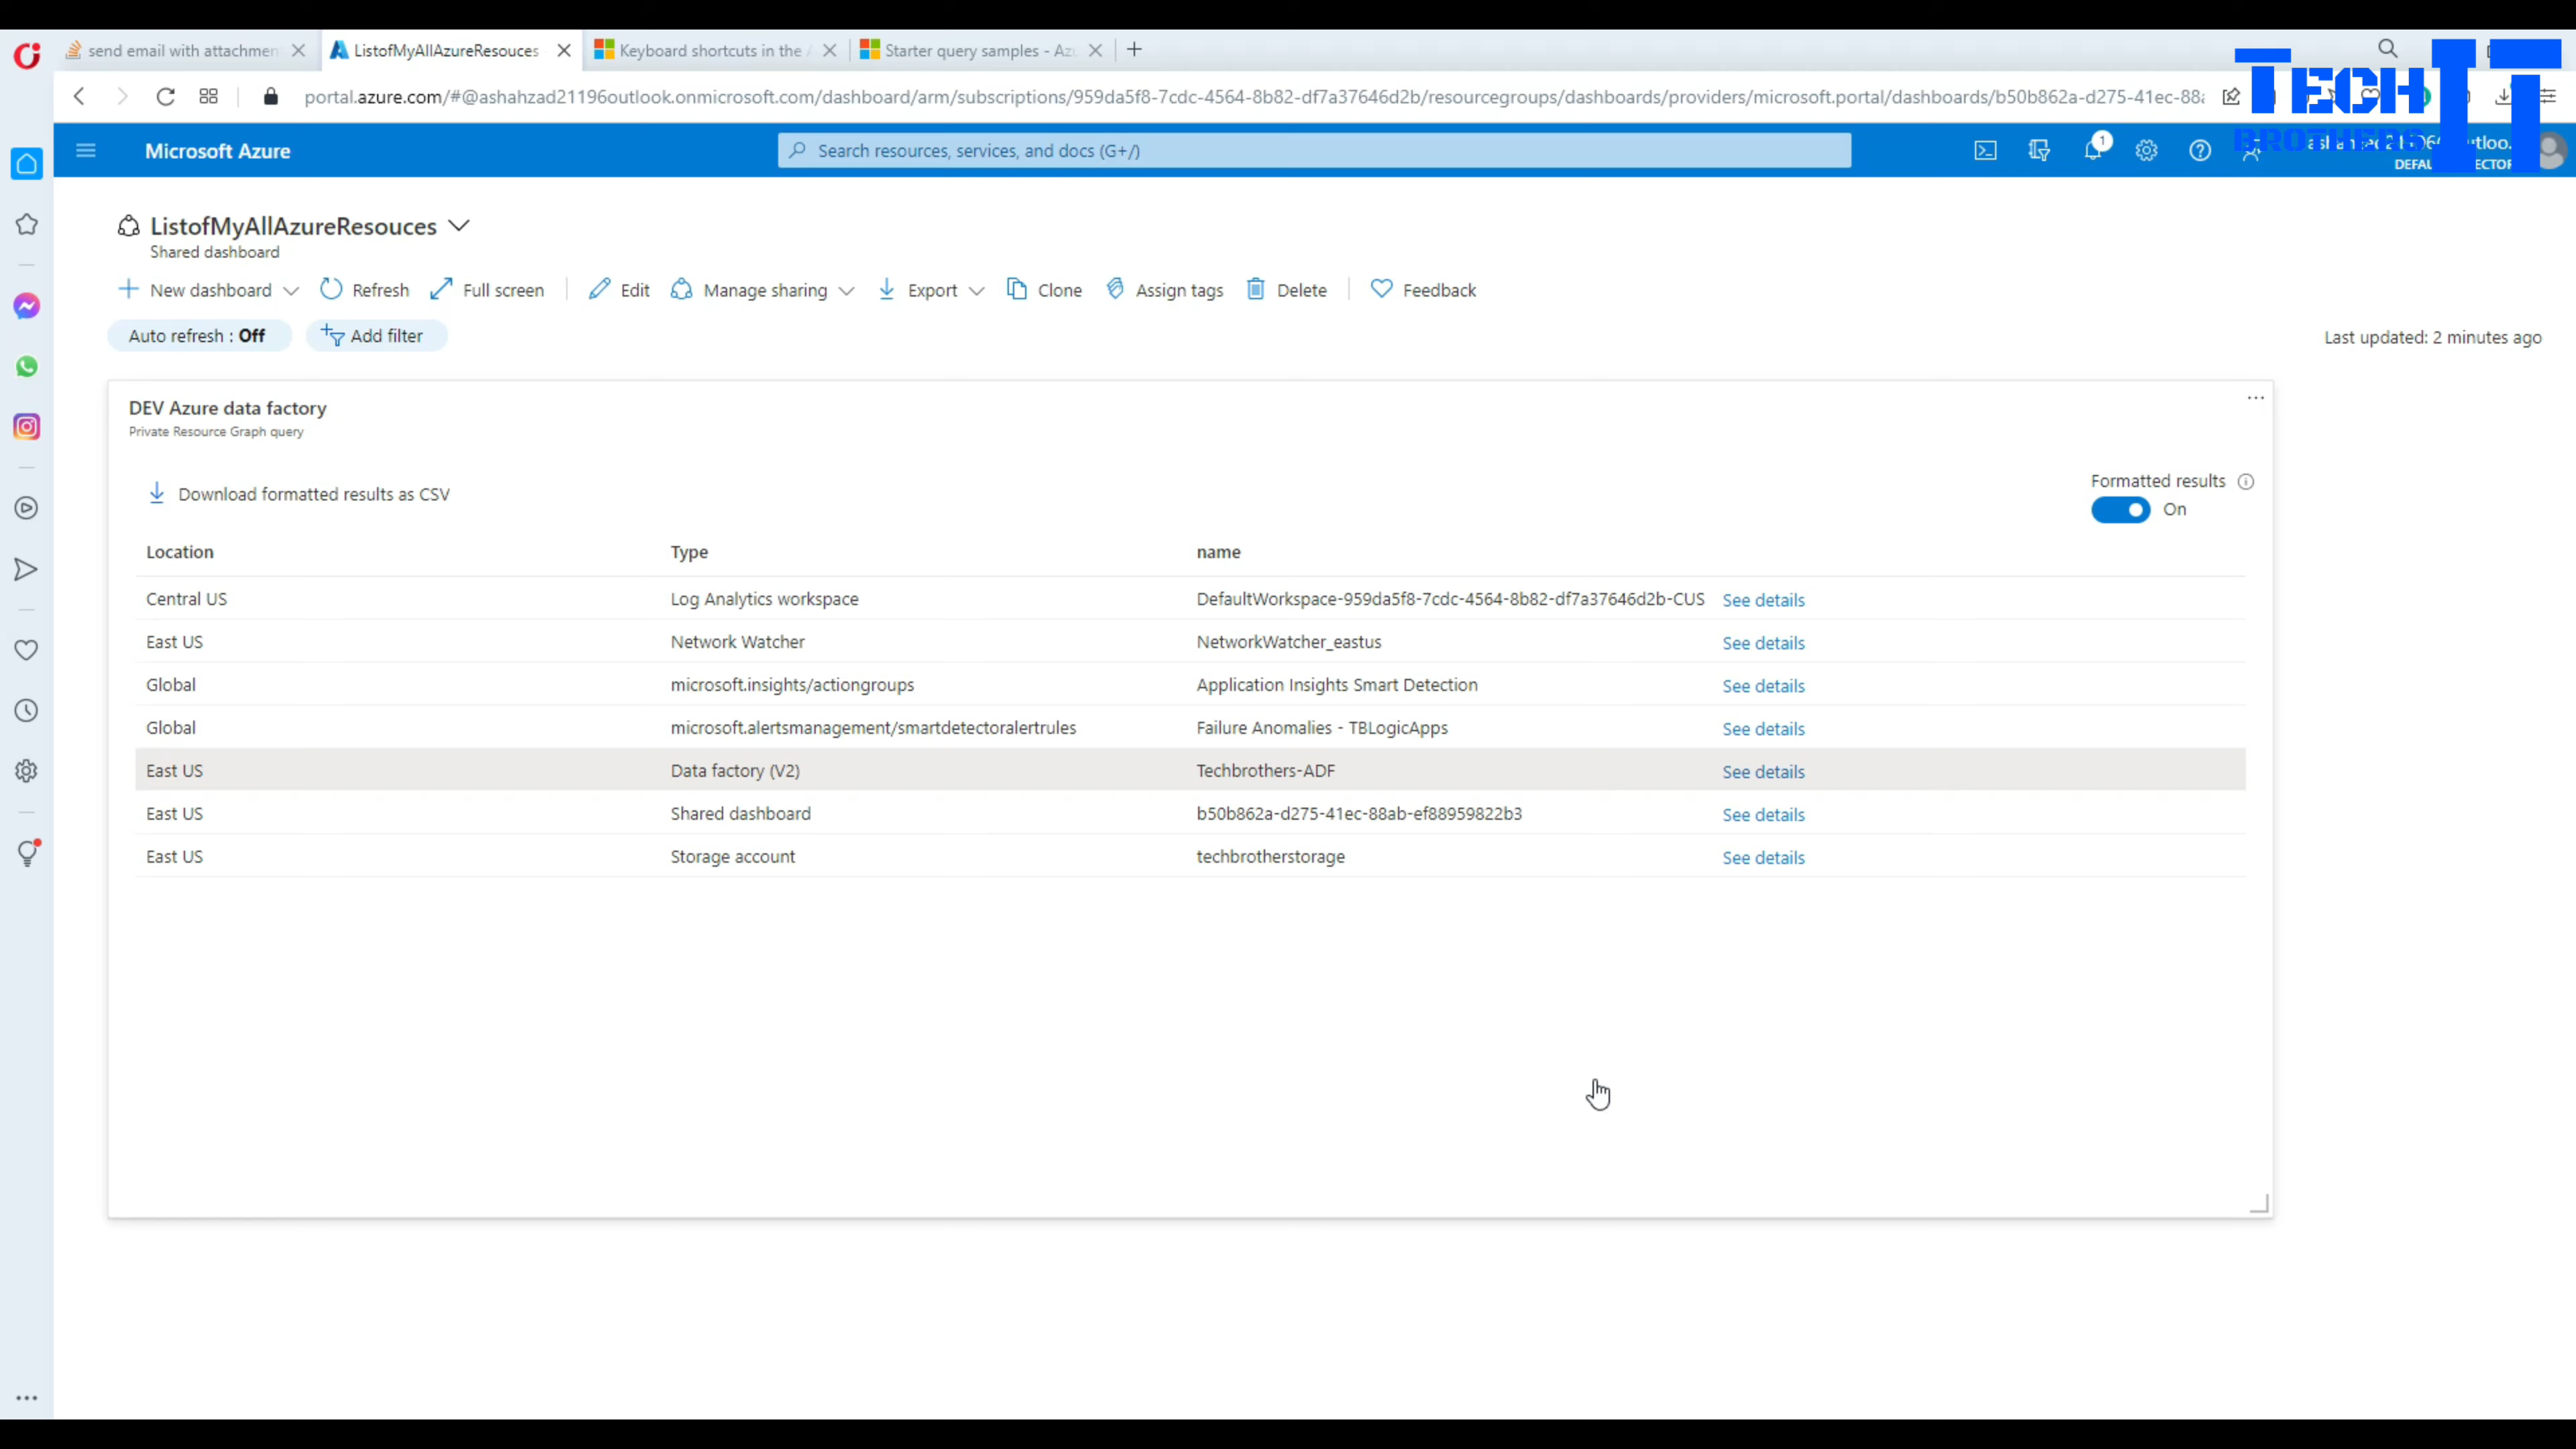 send email with attachmen
ListofMyAllAzureResouces
Keyboard shortcuts in the A
Starter query samples - Azu
TECH IT
BROTHERS
portal.azure.com/#@ashahzad21196outlook.onmicrosoft.com/dashboard/arm/subscriptions/959da5f8-7cdc-4564-8b82-df7a37646d2b/resourcegroups/dashboards/providers/microsoft.portal/dashboards/b50b862a-d275-41ec-88a
Microsoft Azure
Search resources, services, and docs (G+/)
1
ListofMyAllAzureResouces
Shared dashboard
New dashboard
Refresh
Full screen
Edit
Manage sharing
Export
Clone
Assign tags
Delete
Feedback
Auto refresh : Off
Add filter
Last updated: 2 minutes ago
DEV Azure data factory
Private Resource Graph query
Download formatted results as CSV
Formatted results
On
Location Type name
Central US Log Analytics workspace DefaultWorkspace-959da5f8-7cdc-4564-8b82-df7a37646d2b-CUS See details
East US Network Watcher NetworkWatcher_eastus See details
Global microsoft.insights/actiongroups Application Insights Smart Detection See details
Global microsoft.alertsmanagement/smartdetectoralertrules Failure Anomalies - TBLogicApps See details
East US Data factory (V2) Techbrothers-ADF See details
East US Shared dashboard b50b862a-d275-41ec-88ab-ef88959822b3 See details
East US Storage account techbrotherstorage See details